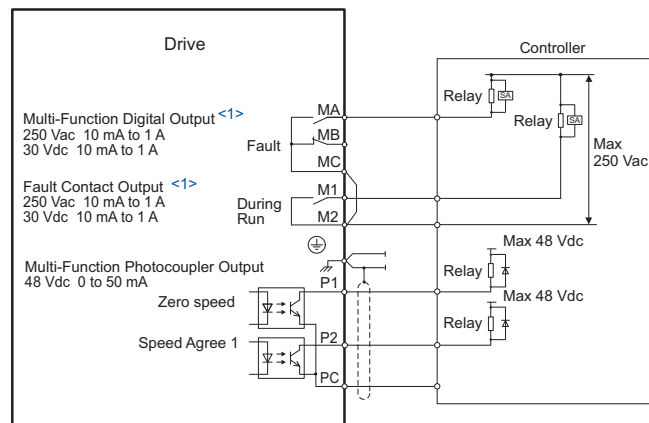 Drive
Controller
Multi-Function Digital Output <1>
250 Vac 10 mA to 1 A
30 Vdc 10 mA to 1 A
Fault
MA
MB
MC
Relay
SA
Relay
SA
Max
250 Vac
Fault Contact Output <1>
250 Vac 10 mA to 1 A
30 Vdc 10 mA to 1 A
During
Run
M1
M2
Multi-Function Photocoupler Output
48 Vdc 0 to 50 mA
Max 48 Vdc
Relay
Zero speed
P1
Max 48 Vdc
Relay
Speed Agree 1
P2
PC